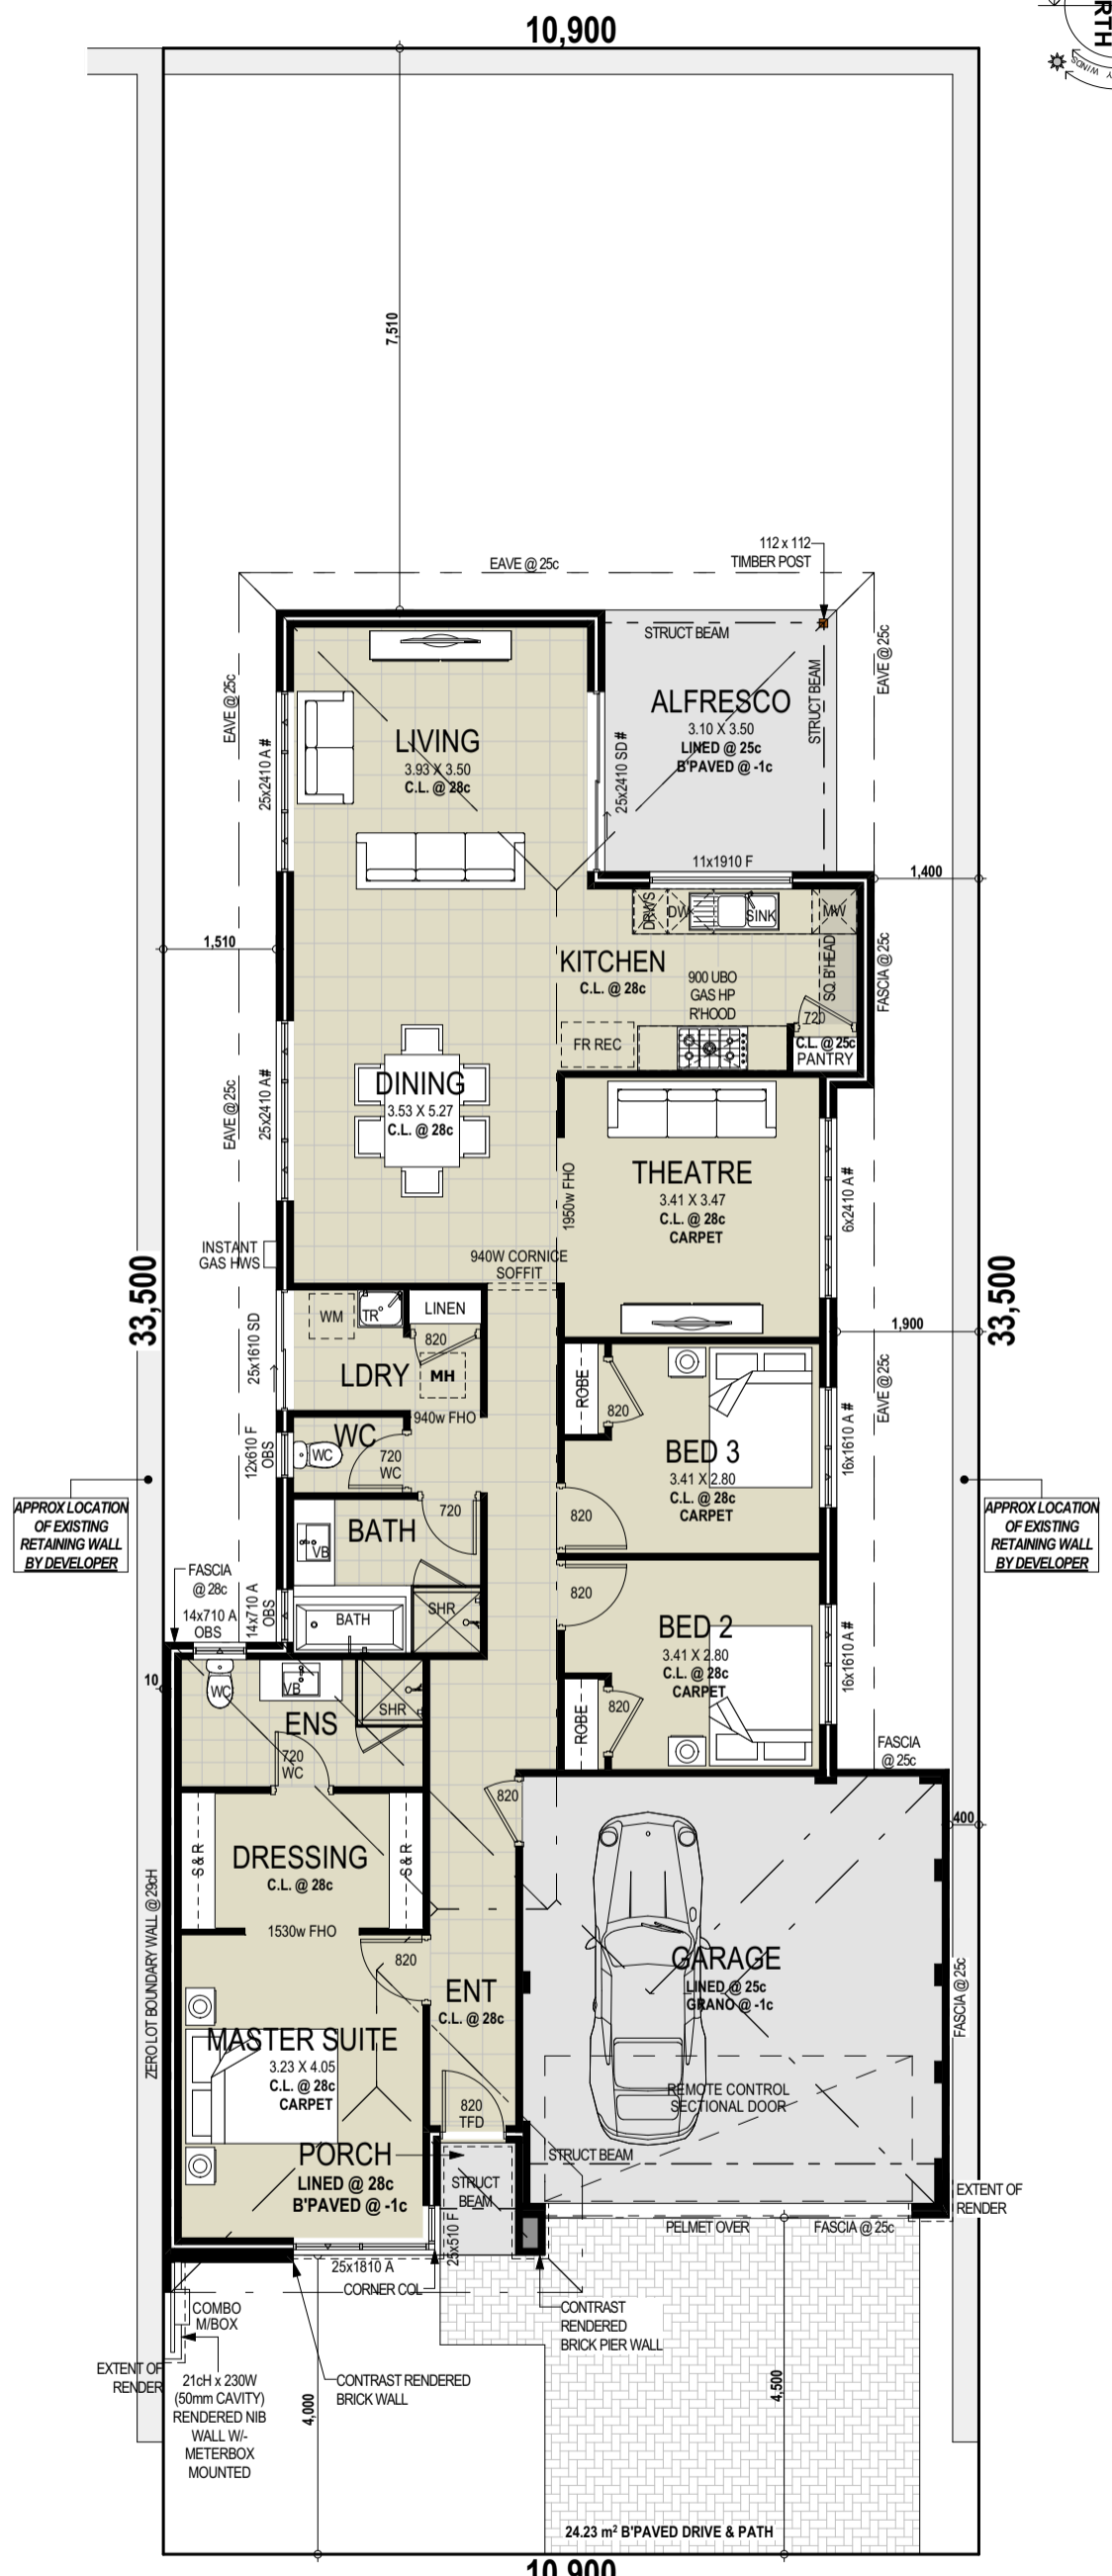 10,900
RTH
Y WINDS
7,510
112 x 112
TIMBER POST
EAVE @ 25c
STRUCT BEAM
EAVE @ 25c
EAVE @ 25c
STRUCT BEAM
ALFRESCO
3.10 X 3.50
LINED @ 25c
B'PAVED @ -1c
LIVING
3.93 X 3.50
C.L. @ 28c
25x2410 A #
25x2410 SD #
11x1910 F
1,400
DRWS
DW
SINK
MW
1,510
KITCHEN
C.L. @ 28c
900 UBO
GAS HP
R'HOOD
SQ. B'HEAD
FASCIA @ 25c
720
FR REC
C.L. @ 25c
PANTRY
EAVE @ 25c
25x2410 A#
DINING
3.53 X 5.27
C.L. @ 28c
THEATRE
3.41 X 3.47
C.L. @ 28c
CARPET
1950w FHO
6x2410 A#
INSTANT
GAS HWS
940W CORNICE
SOFFIT
33,500
33,500
WM
TR
LINEN
820
1,900
25x1610 SD
LDRY
MH
940w FHO
EAVE @ 25c
ROBE
820
BED 3
3.41 X 2.80
C.L. @ 28c
CARPET
16x1610 A #
12x610 F
OBS
WC
WC
720
WC
APPROX LOCATION
OF EXISTING
RETAINING WALL
BY DEVELOPER
APPROX LOCATION
OF EXISTING
RETAINING WALL
BY DEVELOPER
720
820
BATH
VB
FASCIA
@ 28c
14x710 A
OBS
14x710 A
OBS
820
BATH
SHR
BED 2
3.41 X 2.80
C.L. @ 28c
CARPET
16x1610 A#
10
WC
VB
SHR
ENS
720
WC
ROBE
820
FASCIA
@ 25c
820
400
S & R
DRESSING
C.L. @ 28c
S & R
1530w FHO
ZERO LOT BOUNDARY WALL @ 29cH
820
ENT
C.L. @ 28c
GARAGE
LINED @ 25c
GRANO @ -1c
FASCIA @ 25c
MASTER SUITE
3.23 X 4.05
C.L. @ 28c
CARPET
820
TFD
REMOTE CONTROL
SECTIONAL DOOR
PORCH
LINED @ 28c
B'PAVED @ -1c
STRUCT
BEAM
STRUCT BEAM
EXTENT OF
RENDER
25x510 F
PELMET OVER
FASCIA @ 25c
25x1810 A
CORNER COL
COMBO
M/BOX
CONTRAST
RENDERED
BRICK PIER WALL
EXTENT OF
RENDER
21cH x 230W
(50mm CAVITY)
RENDERED NIB
WALL W/-
METERBOX
MOUNTED
CONTRAST RENDERED
BRICK WALL
4,000
4,500
24.23 m² B'PAVED DRIVE & PATH
10,900